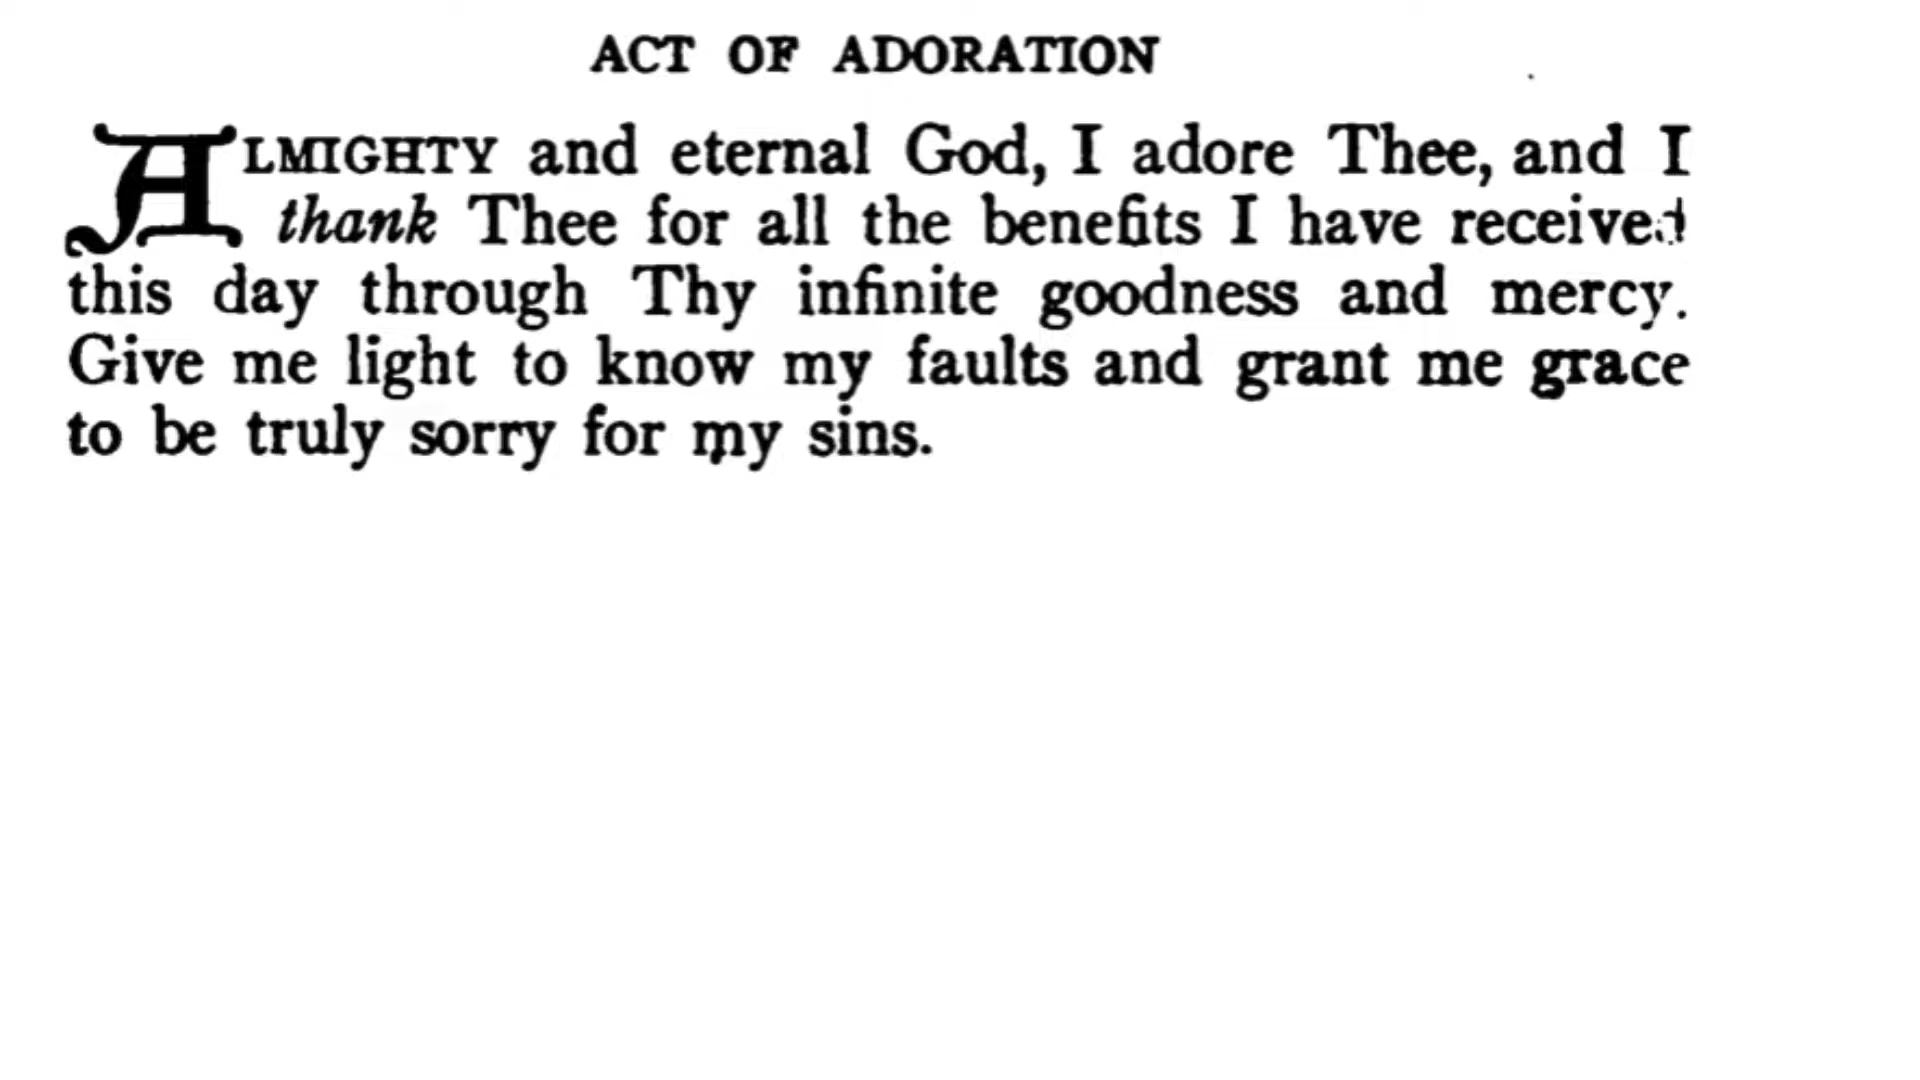 ACT OF ADORATION
ALMIGHTY and eternal God, I adore Thee, and I
thank Thee for all the benefits I have received
this day through Thy infinite goodness and mercy.
Give me light to know my faults and grant me grace
to be truly sorry for my sins.